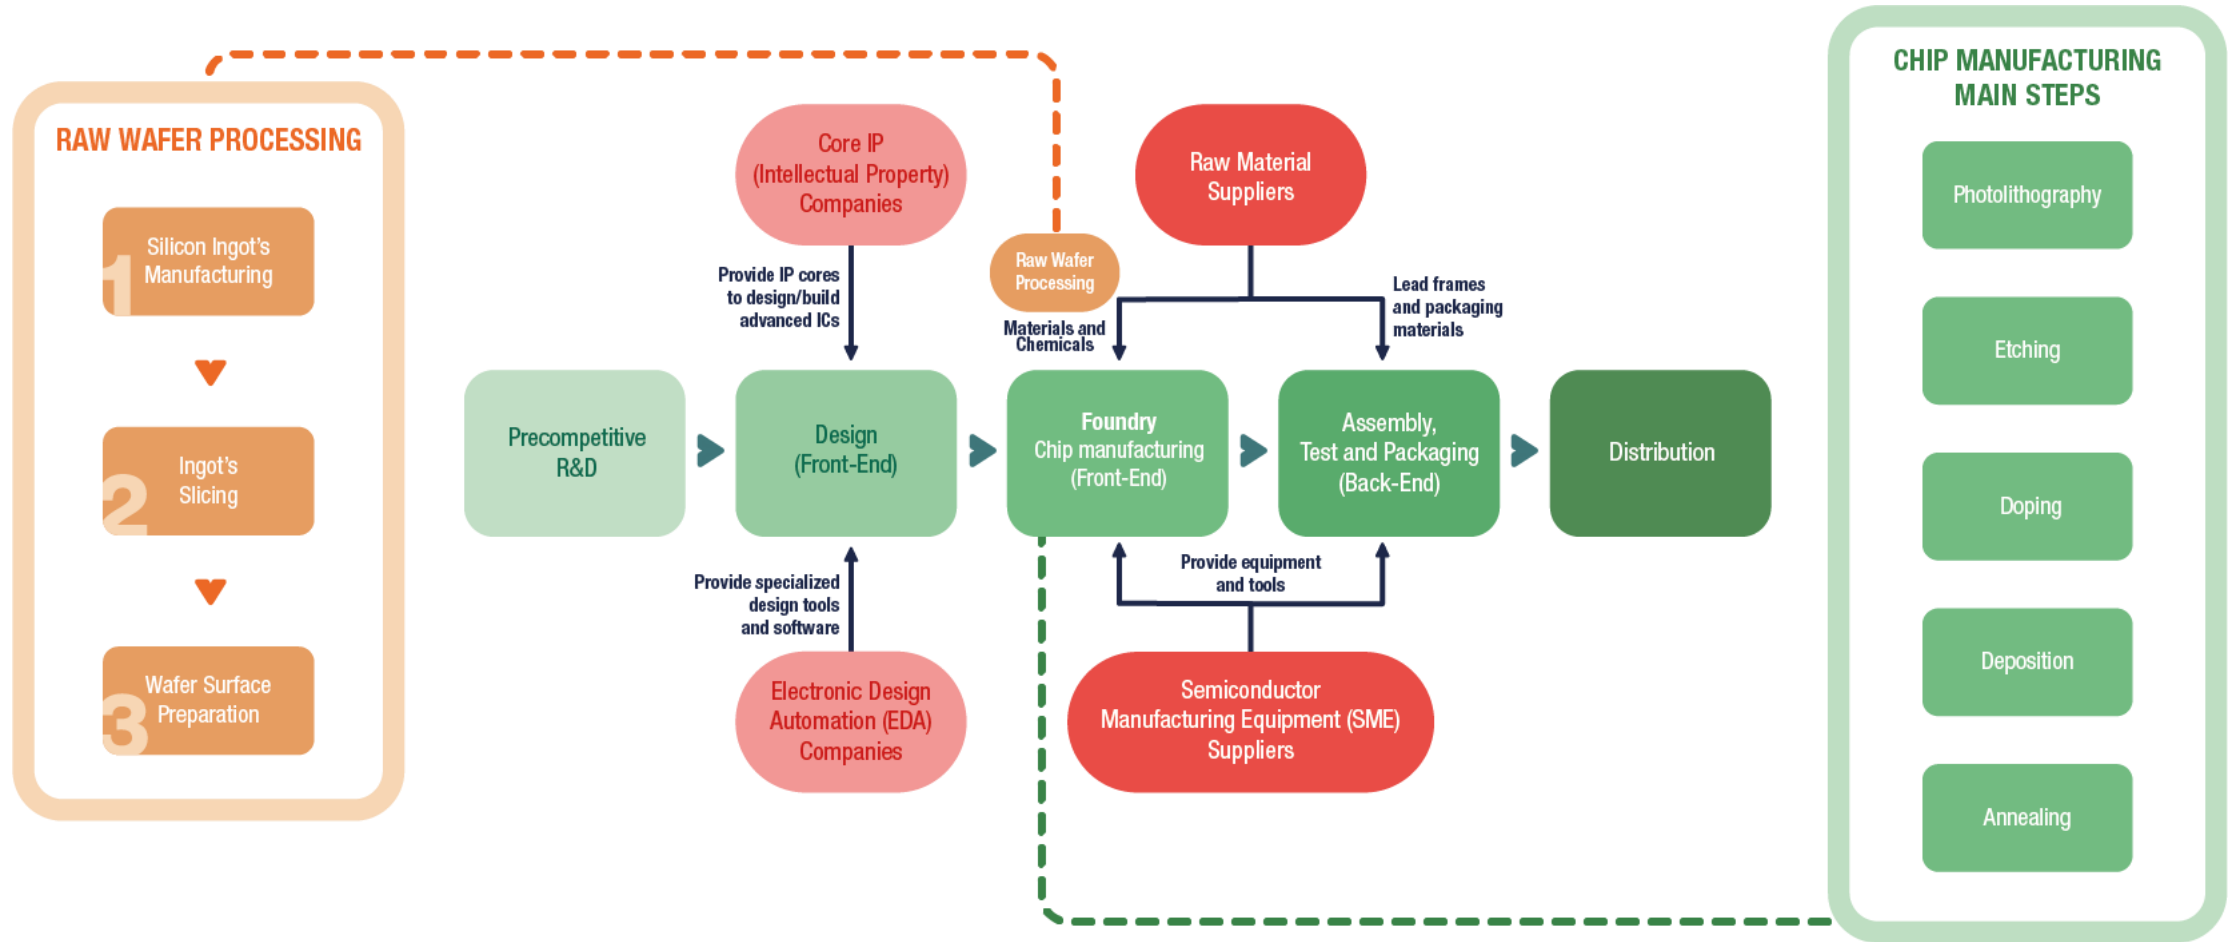 RAW WAFER PROCESSING
1
Silicon Ingot's
Manufacturing
2
Ingot's
Slicing
3
Wafer Surface
Preparation
Core IP
(Intellectual Property)
Companies
Provide IP cores
to design/build
advanced ICs
Raw Wafer
Processing
Raw Material
Suppliers
Materials and
Chemicals
Lead frames
and packaging
materials
Precompetitive
R&D
Design
(Front-End)
Foundry
Chip manufacturing
(Front-End)
Assembly,
Test and Packaging
(Back-End)
Distribution
Provide specialized
design tools
and software
Provide equipment
and tools
Electronic Design
Automation (EDA)
Companies
Semiconductor
Manufacturing Equipment (SME)
Suppliers
CHIP MANUFACTURING
MAIN STEPS
Photolithography
Etching
Doping
Deposition
Annealing